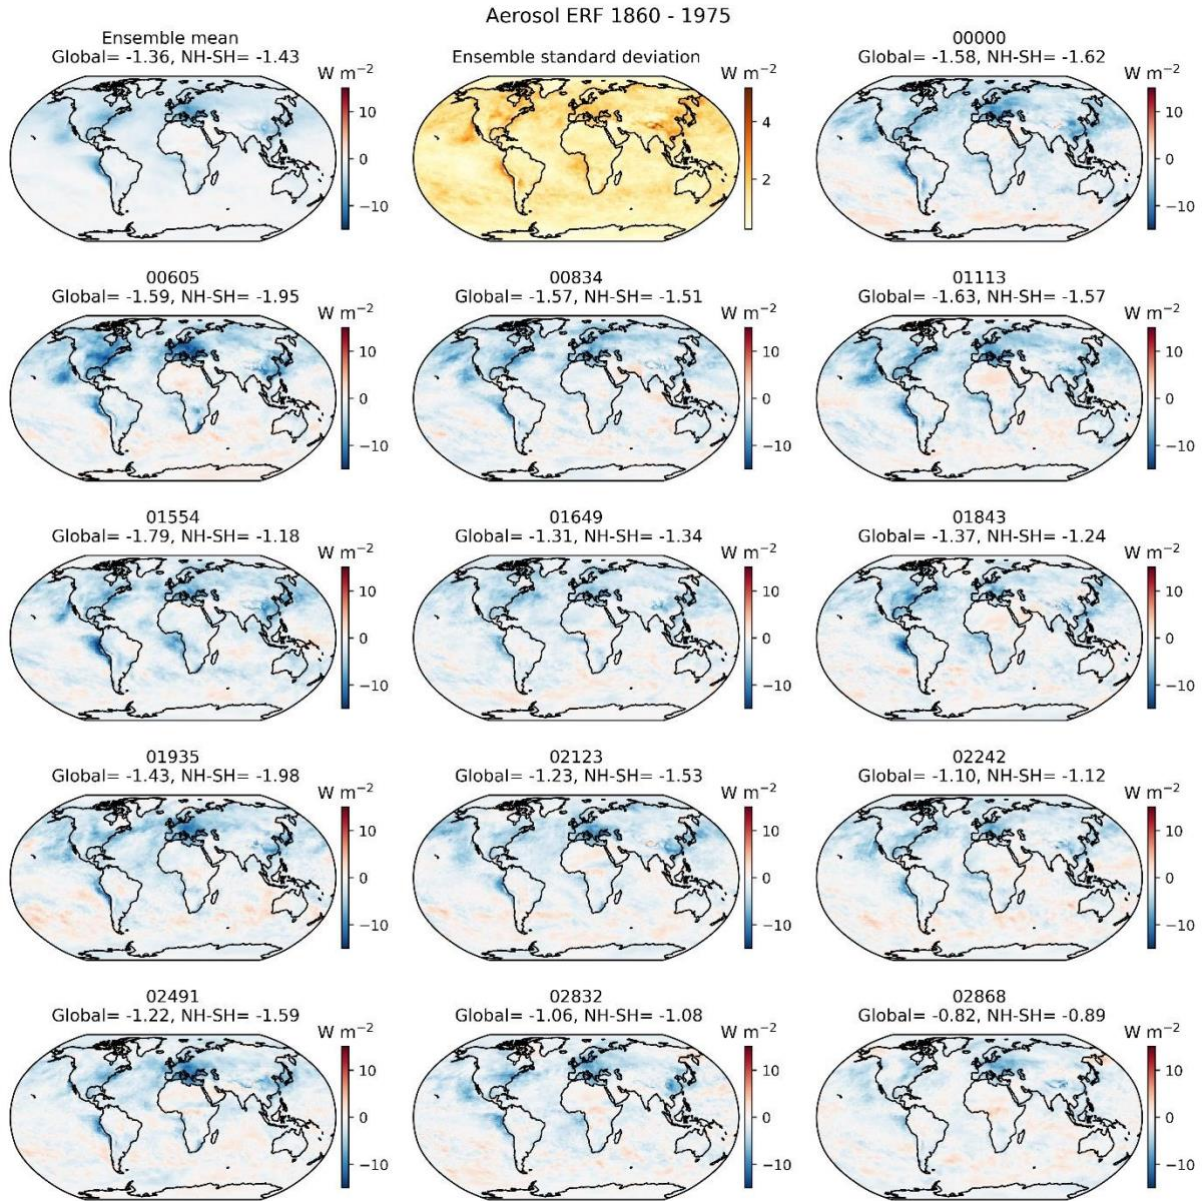 Aerosol ERF 1860 - 1975
Ensemble mean
Global= -1.36, NH-SH= -1.43
W m⁻²
10
0
−10
Ensemble standard deviation
W m⁻²
4
2
00000
Global= -1.58, NH-SH= -1.62
W m⁻²
10
0
−10
00605
Global= -1.59, NH-SH= -1.95
W m⁻²
10
0
−10
00834
Global= -1.57, NH-SH= -1.51
W m⁻²
10
0
−10
01113
Global= -1.63, NH-SH= -1.57
W m⁻²
10
0
−10
01554
Global= -1.79, NH-SH= -1.18
W m⁻²
10
0
−10
01649
Global= -1.31, NH-SH= -1.34
W m⁻²
10
0
−10
01843
Global= -1.37, NH-SH= -1.24
W m⁻²
10
0
−10
01935
Global= -1.43, NH-SH= -1.98
W m⁻²
10
0
−10
02123
Global= -1.23, NH-SH= -1.53
W m⁻²
10
0
−10
02242
Global= -1.10, NH-SH= -1.12
W m⁻²
10
0
−10
02491
Global= -1.22, NH-SH= -1.59
W m⁻²
10
0
−10
02832
Global= -1.06, NH-SH= -1.08
W m⁻²
10
0
−10
02868
Global= -0.82, NH-SH= -0.89
W m⁻²
10
0
−10